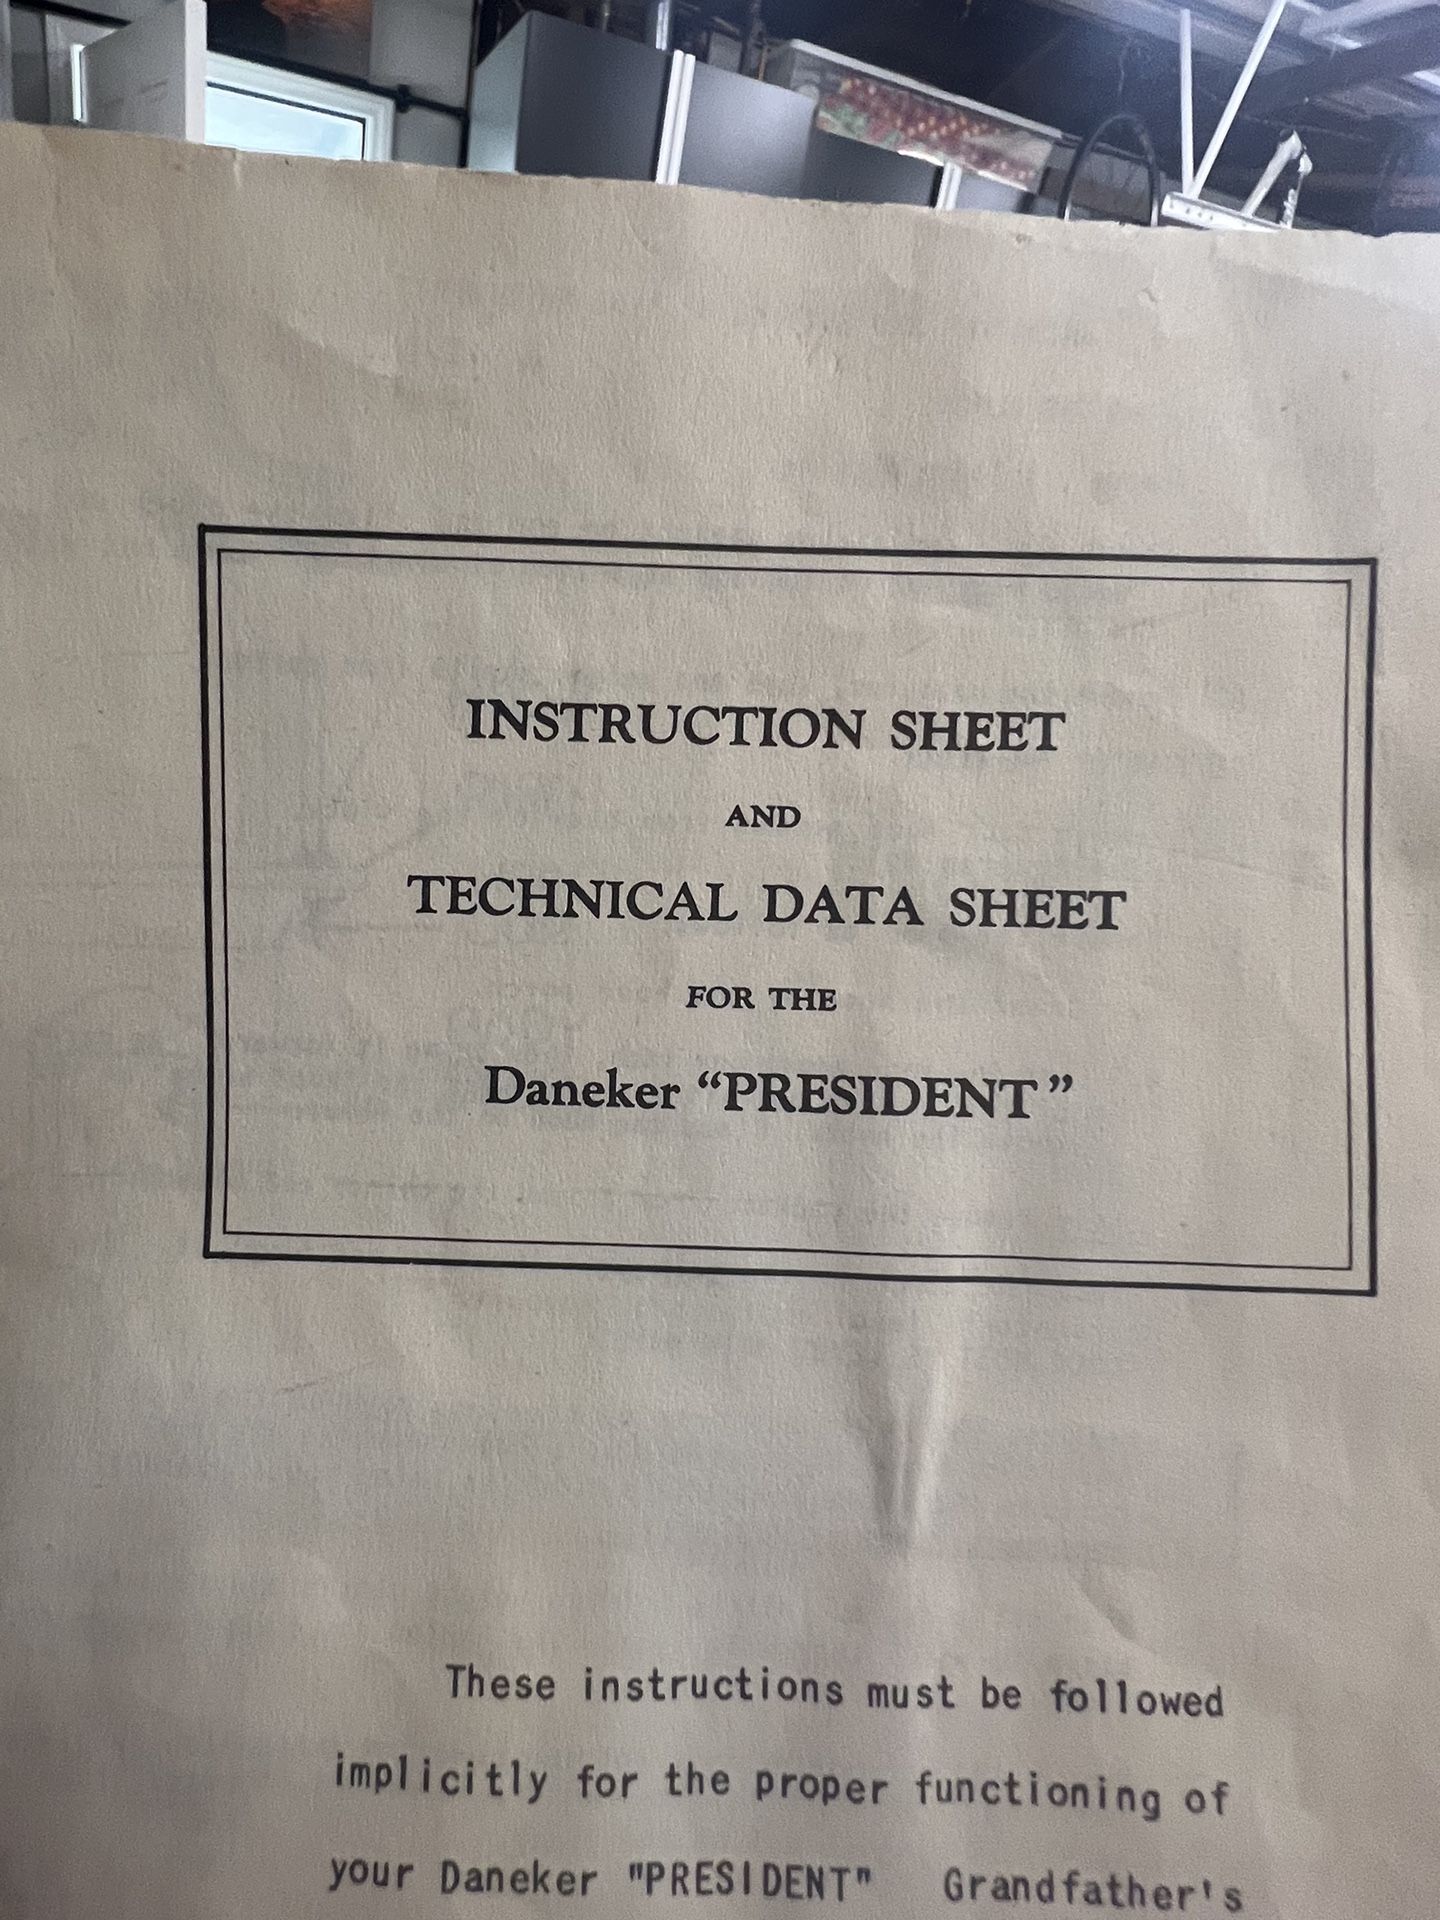 INSTRUCTION SHEET
AND
TECHNICAL DATA SHEET
FOR THE
Daneker “PRESIDENT”
These instructions must be followed
implicitly for the proper functioning of
your Daneker "PRESIDENT" Grandfather's